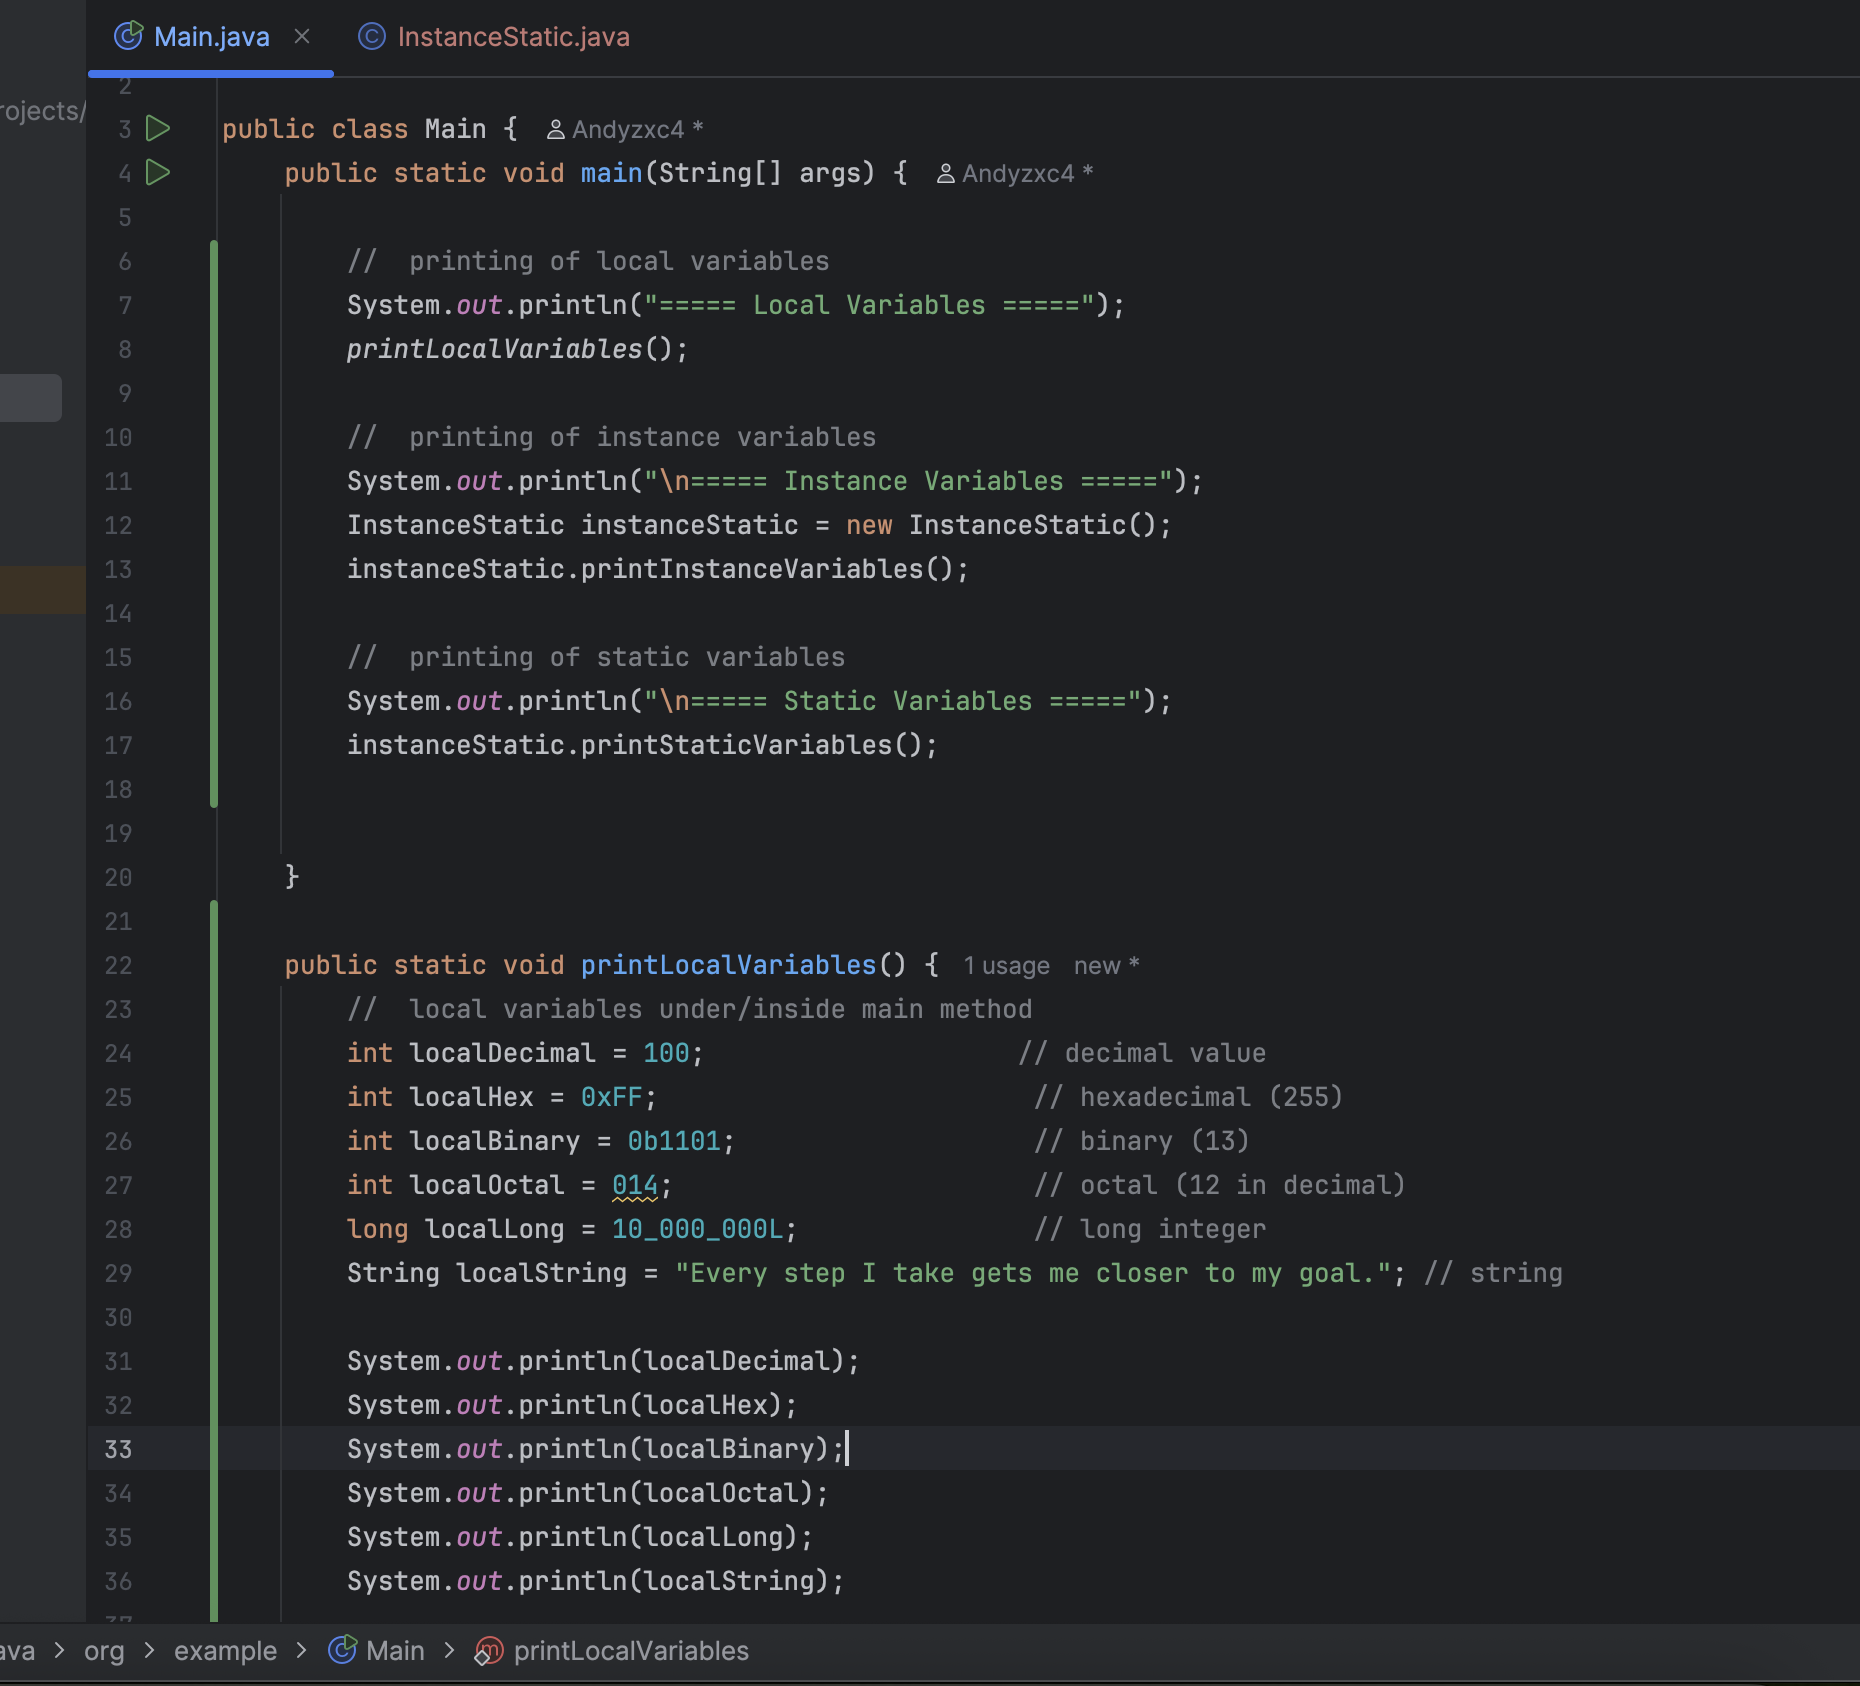 Main.java
InstanceStatic.java
rojects/
2
3 public class Main { Andyzxc4 *
4 public static void main(String[] args) { Andyzxc4 *
5
6 // printing of local variables
7 System.out.println("===== Local Variables =====");
8 printLocalVariables();
9
10 // printing of instance variables
11 System.out.println("\n===== Instance Variables =====");
12 InstanceStatic instanceStatic = new InstanceStatic();
13 instanceStatic.printInstanceVariables();
14
15 // printing of static variables
16 System.out.println("\n===== Static Variables =====");
17 instanceStatic.printStaticVariables();
18
19
20 }
21
22 public static void printLocalVariables() { 1 usage new *
23 // local variables under/inside main method
24 int localDecimal = 100; // decimal value
25 int localHex = 0xFF; // hexadecimal (255)
26 int localBinary = 0b1101; // binary (13)
27 int localOctal = 014; // octal (12 in decimal)
28 long localLong = 10_000_000L; // long integer
29 String localString = "Every step I take gets me closer to my goal."; // string
30
31 System.out.println(localDecimal);
32 System.out.println(localHex);
33 System.out.println(localBinary);
34 System.out.println(localOctal);
35 System.out.println(localLong);
36 System.out.println(localString);
37
ava > org > example > Main > printLocalVariables